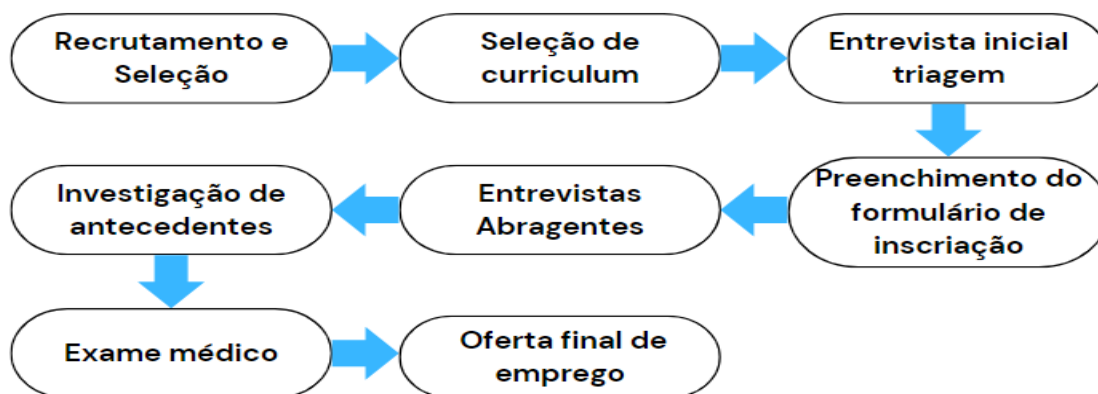 Recrutamento e
Seleção
Seleção de
curriculum
Entrevista inicial
triagem
Preenchimento do
formulário de
inscriação
Entrevistas
Abragentes
Investigação de
antecedentes
Exame médico
Oferta final de
emprego